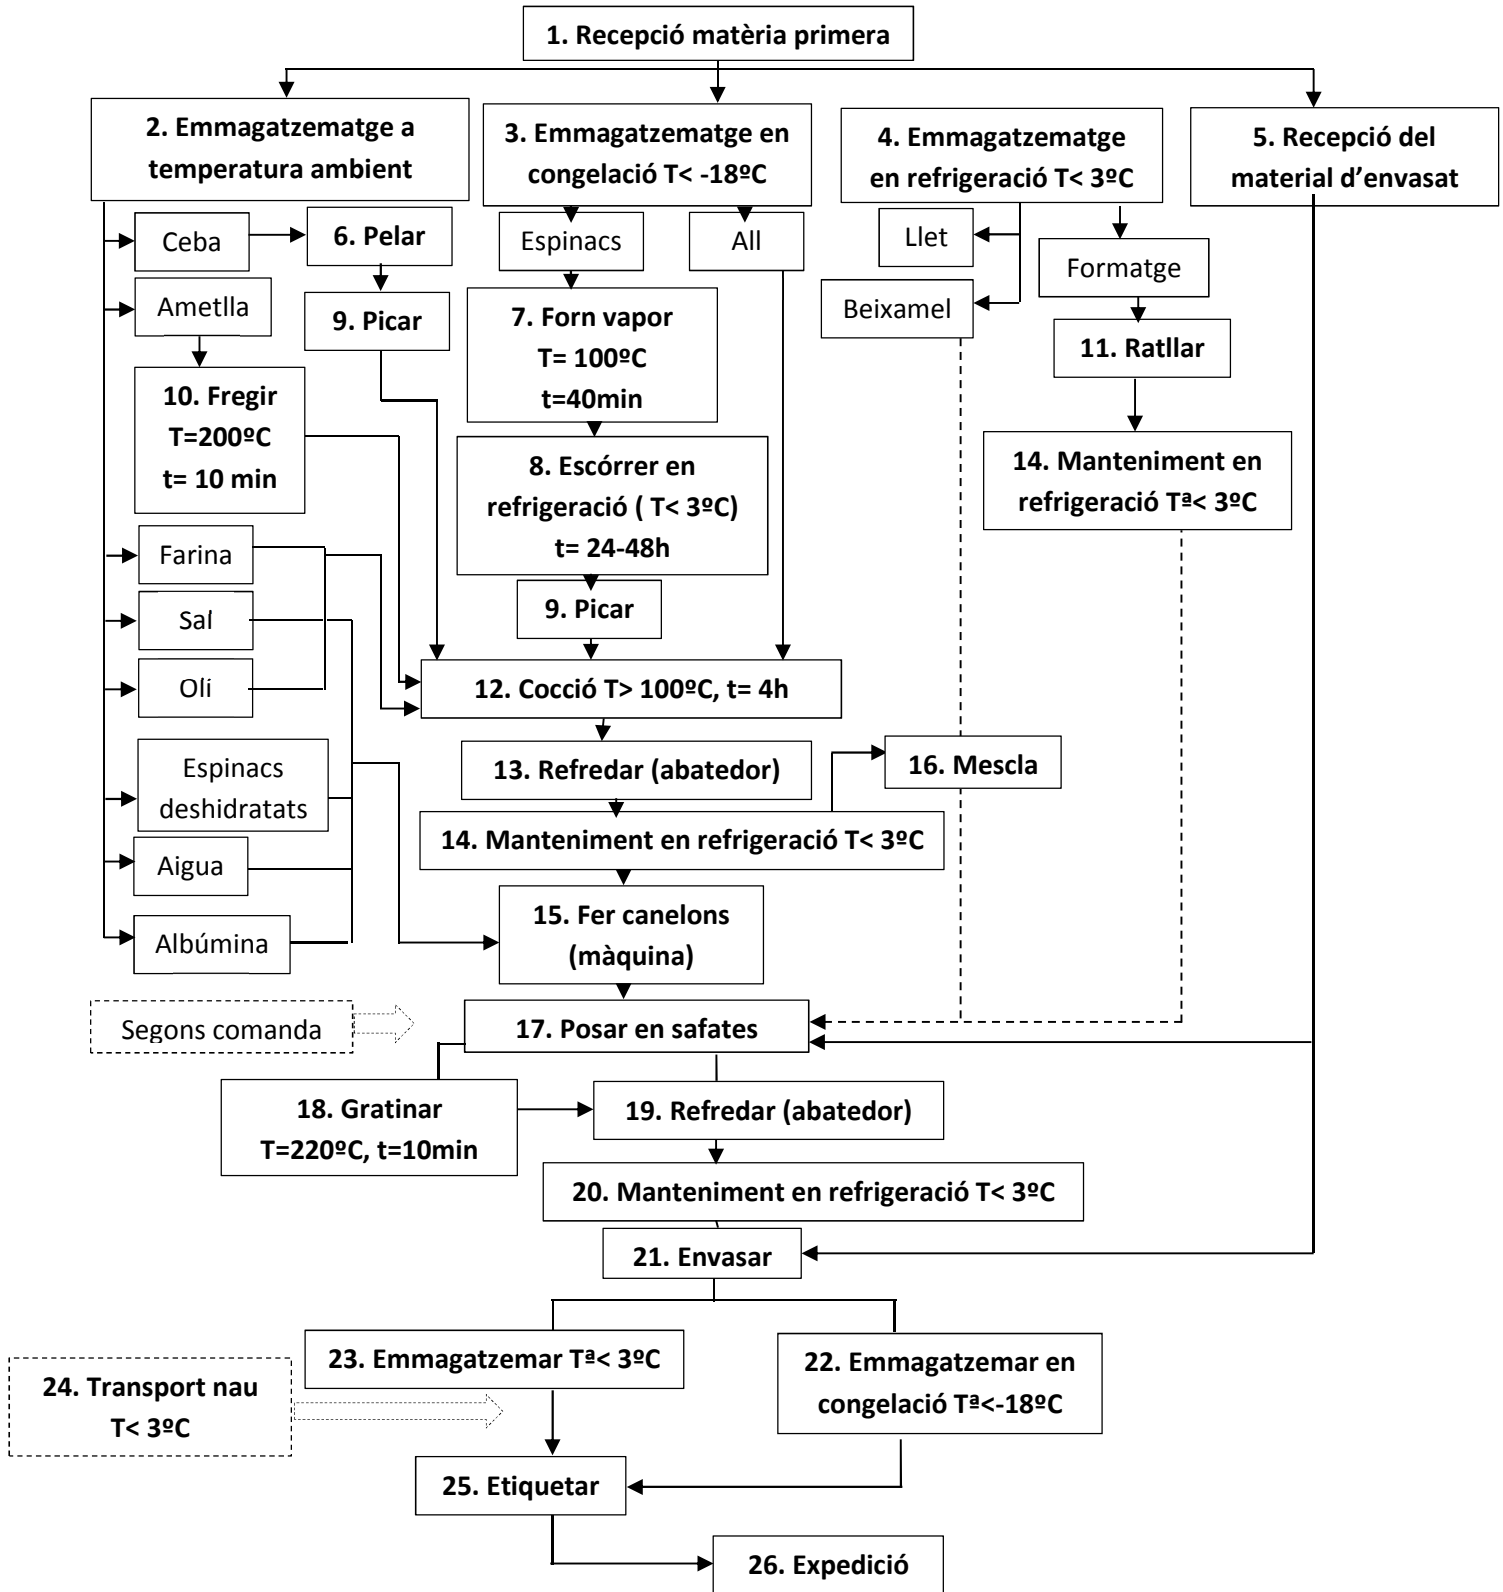 1. Recepció matèria primera
2. Emmagatzematge a
temperatura ambient
3. Emmagatzematge en
congelació T< -18ºC
4. Emmagatzematge
en refrigeració T< 3ºC
5. Recepció del
material d’envasat
Ceba
6. Pelar
Espinacs
All
Llet
Formatge
Ametlla
9. Picar
7. Forn vapor
T= 100ºC
t=40min
Beixamel
11. Ratllar
10. Fregir
T=200ºC
t= 10 min
8. Escórrer en
refrigeració ( T< 3ºC)
t= 24-48h
14. Manteniment en
refrigeració Tª< 3ºC
Farina
9. Picar
Sal
Olí
12. Cocció T> 100ºC, t= 4h
13. Refredar (abatedor)
16. Mescla
Espinacs
deshidratats
14. Manteniment en refrigeració T< 3ºC
Aigua
15. Fer canelons
(màquina)
Albúmina
Segons comanda
17. Posar en safates
18. Gratinar
T=220ºC, t=10min
19. Refredar (abatedor)
20. Manteniment en refrigeració T< 3ºC
21. Envasar
23. Emmagatzemar Tª< 3ºC
22. Emmagatzemar en
congelació Tª<-18ºC
24. Transport nau
T< 3ºC
25. Etiquetar
26. Expedició